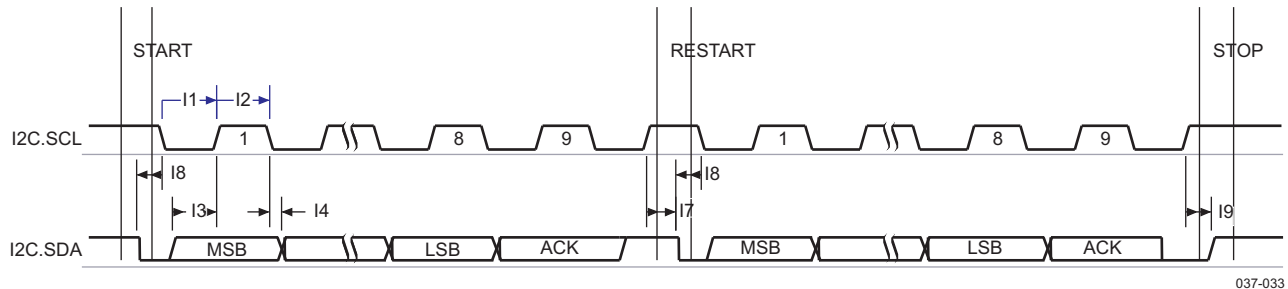 START RESTART STOP
I1 I2
I2C.SCL 1 8 9 1 8 9
I8 I8
I3 I4 I7 I9
I2C.SDA MSB LSB ACK MSB LSB ACK
037-033